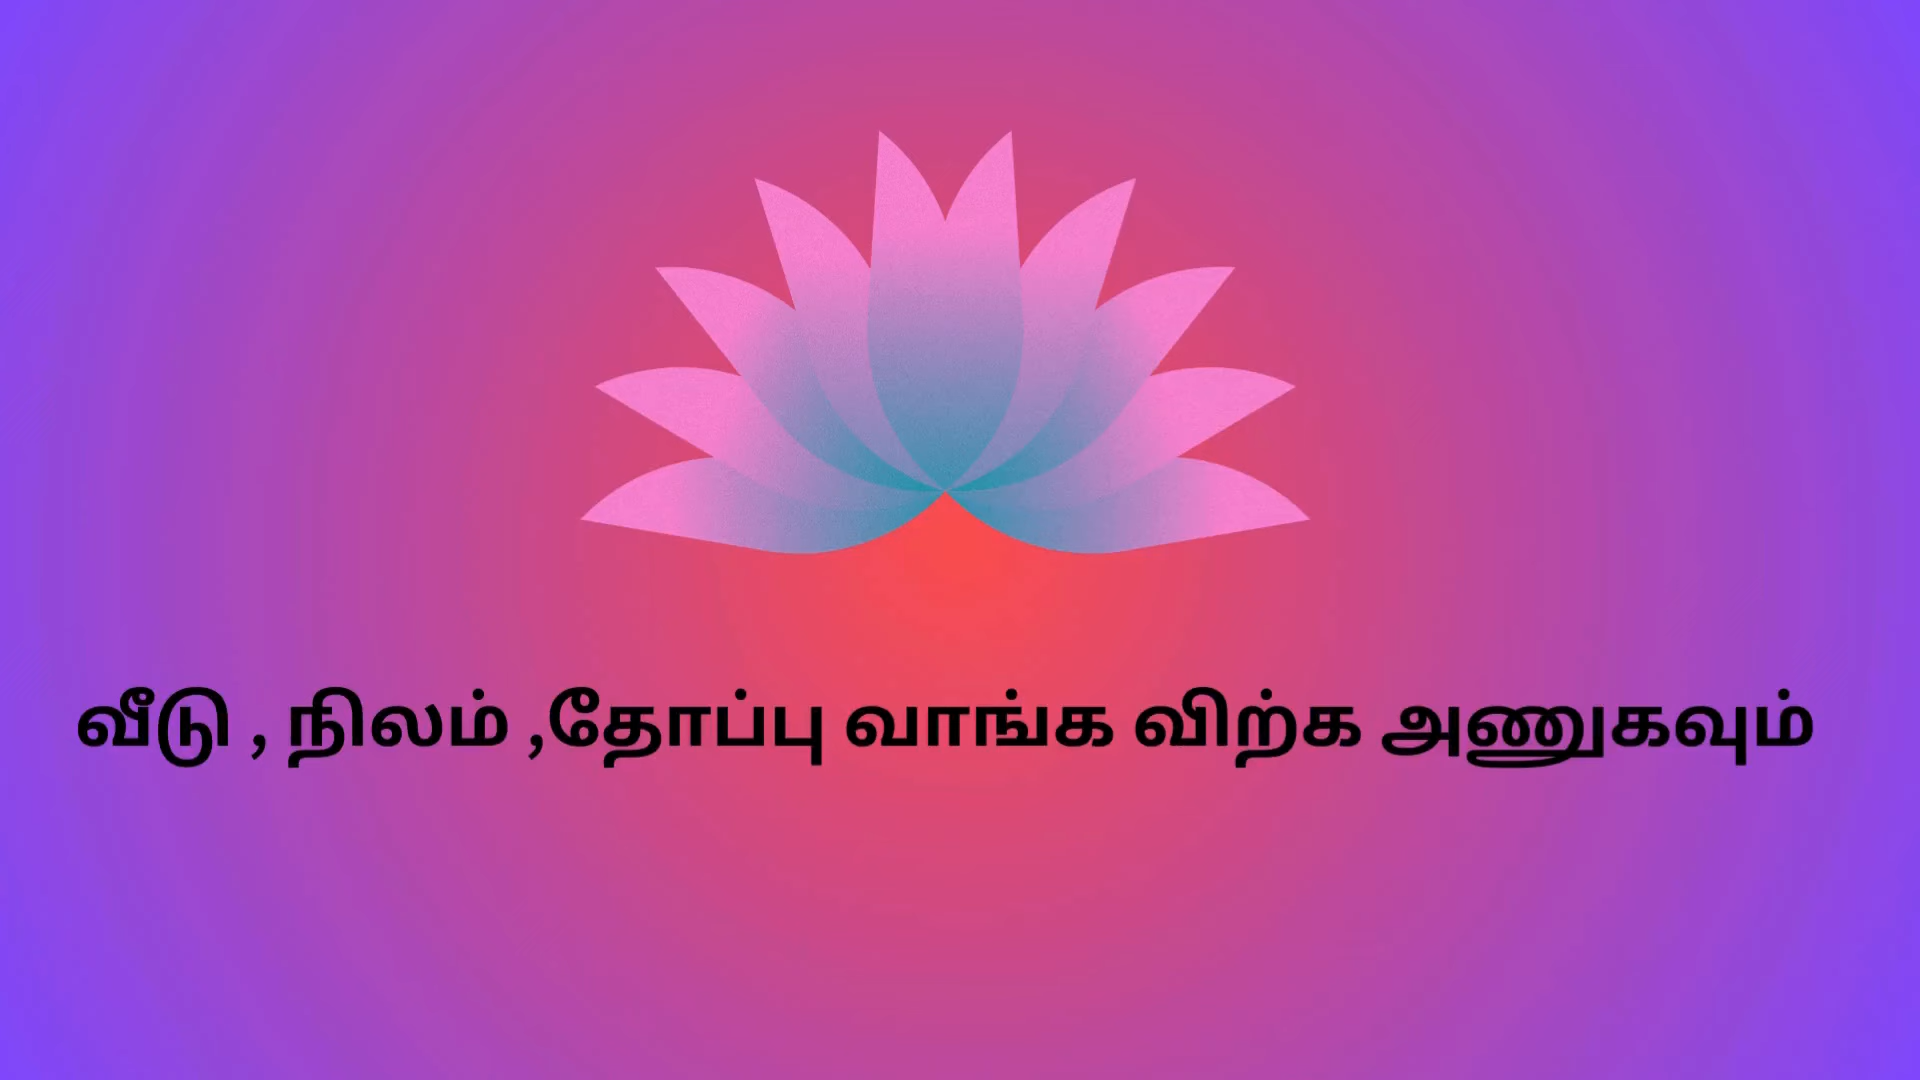 வீடு , நிலம் ,தோப்பு வாங்க விற்க அணுகவும்